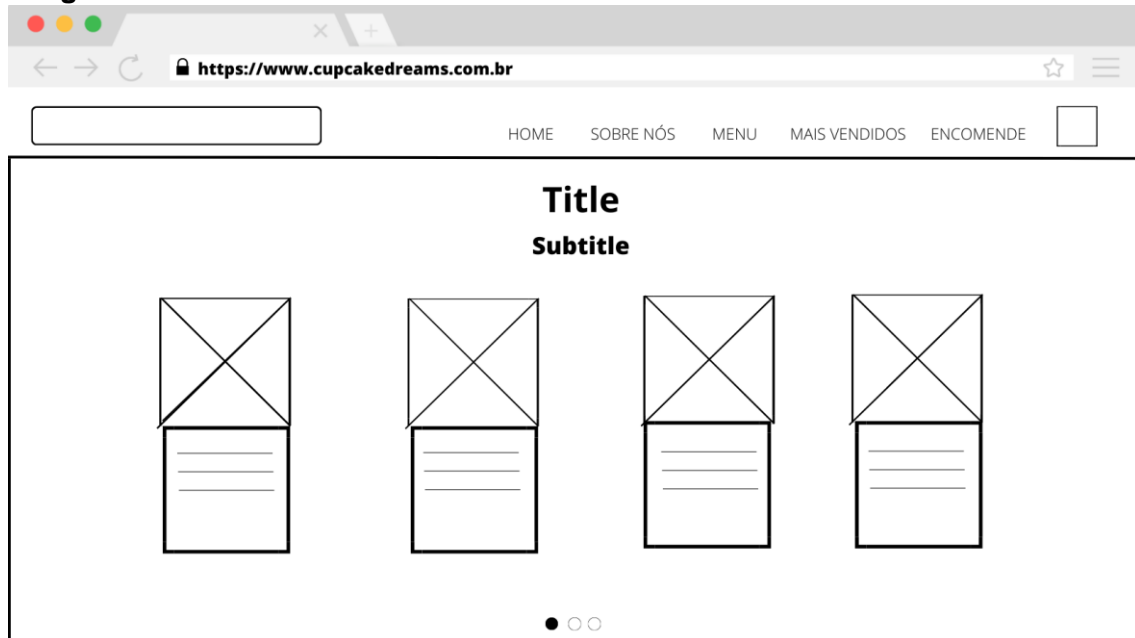 https://www.cupcakedreams.com.br
HOME SOBRE NÓS MENU MAIS VENDIDOS ENCOMENDE
Title
Subtitle